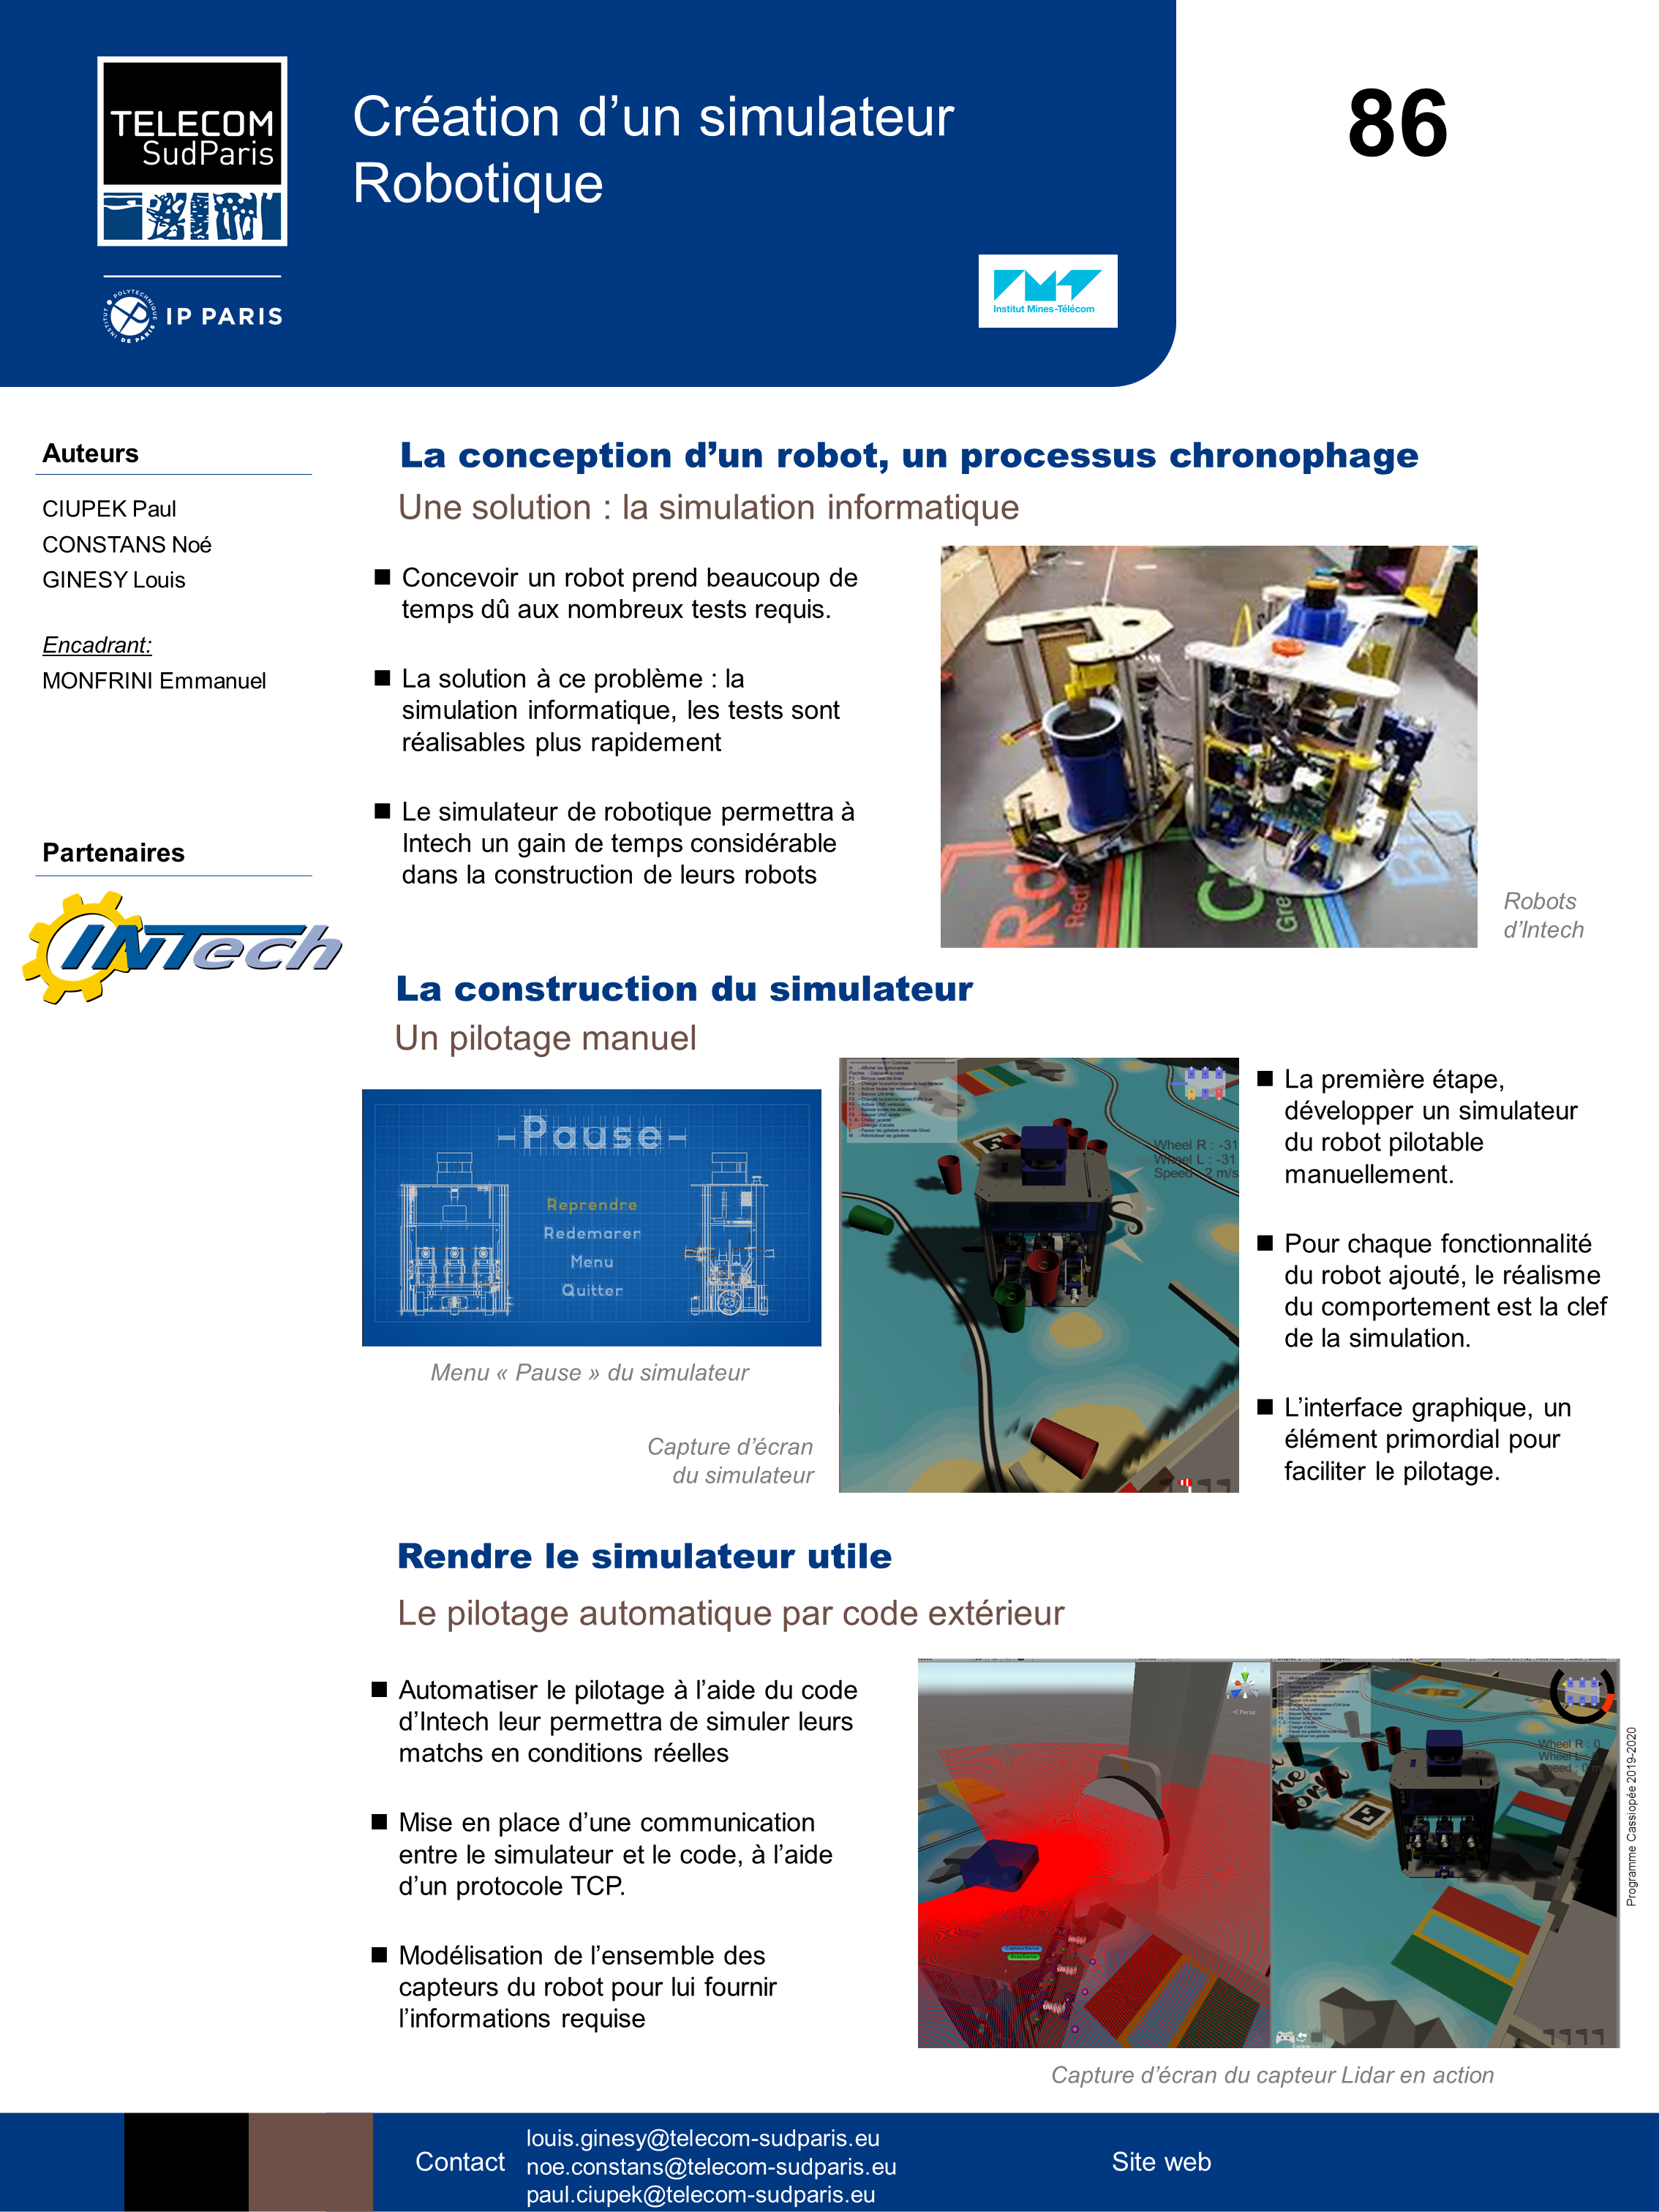 TELECOM
SudParis
INSTITUT POLYTECHNIQUE DE PARIS
IP PARIS
Création d’un simulateur
Robotique
Institut Mines-Télécom
86
Auteurs
CIUPEK Paul
CONSTANS Noé
GINESY Louis
Encadrant:
MONFRINI Emmanuel
Partenaires
INTech
La conception d’un robot, un processus chronophage
Une solution : la simulation informatique
■ Concevoir un robot prend beaucoup de
temps dû aux nombreux tests requis.
■ La solution à ce problème : la
simulation informatique, les tests sont
réalisables plus rapidement
■ Le simulateur de robotique permettra à
Intech un gain de temps considérable
dans la construction de leurs robots
Red
Gre
Robots
d’Intech
La construction du simulateur
Un pilotage manuel
-Pause-
Reprendre
Redemarer
Menu
Quitter
Menu « Pause » du simulateur
Wheel R : -31
Wheel L : -31
Speed : 2 m/s
Capture d’écran
du simulateur
■ La première étape,
développer un simulateur
du robot pilotable
manuellement.
■ Pour chaque fonctionnalité
du robot ajouté, le réalisme
du comportement est la clef
de la simulation.
■ L’interface graphique, un
élément primordial pour
faciliter le pilotage.
Rendre le simulateur utile
Le pilotage automatique par code extérieur
■ Automatiser le pilotage à l’aide du code
d’Intech leur permettra de simuler leurs
matchs en conditions réelles
■ Mise en place d’une communication
entre le simulateur et le code, à l’aide
d’un protocole TCP.
■ Modélisation de l’ensemble des
capteurs du robot pour lui fournir
l’informations requise
Persp
Wheel R : 0
Wheel L
Speed : 0
1111
Capture d’écran du capteur Lidar en action
Programme Cassiopée 2019-2020
Contact
louis.ginesy@telecom-sudparis.eu
noe.constans@telecom-sudparis.eu
paul.ciupek@telecom-sudparis.eu
Site web